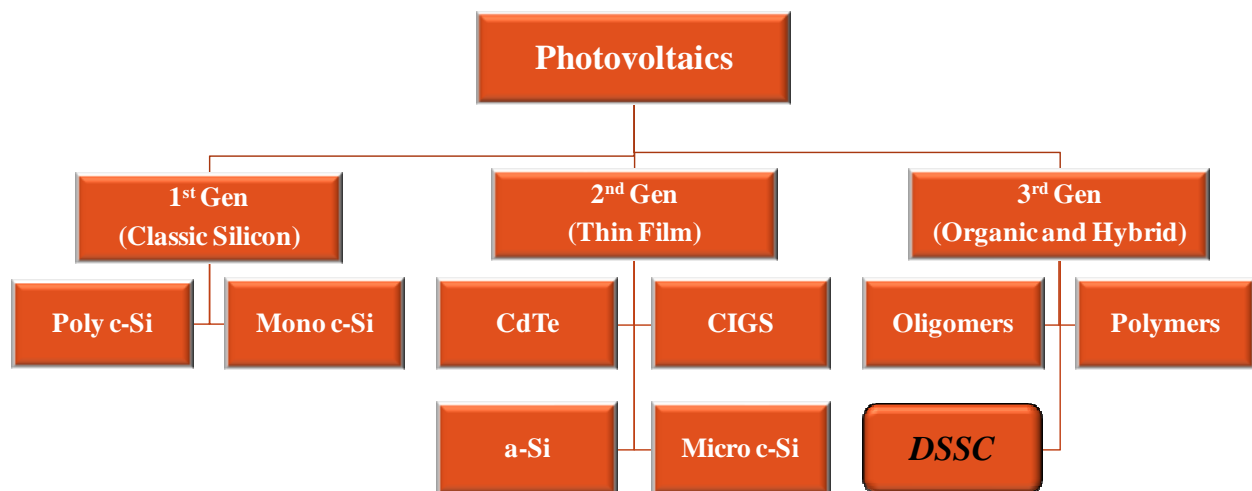 Photovoltaics
1st Gen
(Classic Silicon)
2nd Gen
(Thin Film)
3rd Gen
(Organic and Hybrid)
Poly c-Si
Mono c-Si
CdTe
CIGS
Oligomers
Polymers
a-Si
Micro c-Si
DSSC